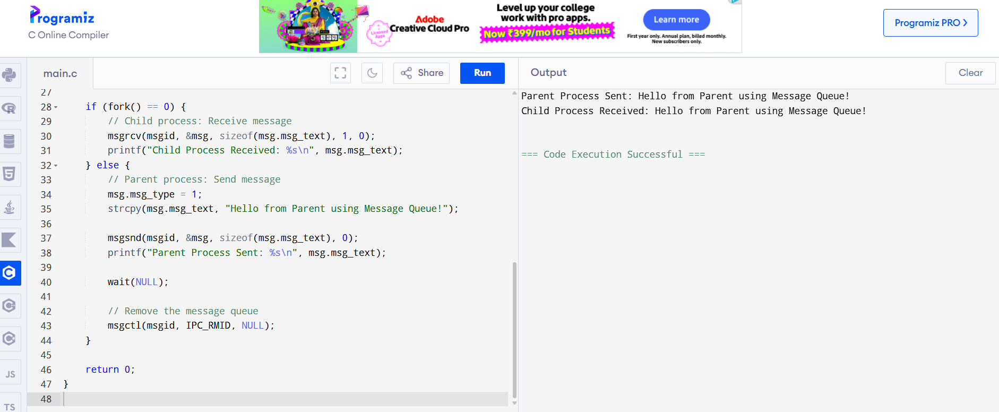 Programiz
C Online Compiler
Licensed Apps
Adobe
Creative Cloud Pro
Level up your college
work with pro apps.
Now ₹399/mo for Students
Learn more
First year only. Annual plan, billed monthly.
New subscribers only.
Programiz PRO
main.c
Share
Run
Output
Clear
27
28 if (fork() == 0) {
29 // Child process: Receive message
30 msgrcv(msgid, &msg, sizeof(msg.msg_text), 1, 0);
31 printf("Child Process Received: %s\n", msg.msg_text);
32 } else {
33 // Parent process: Send message
34 msg.msg_type = 1;
35 strcpy(msg.msg_text, "Hello from Parent using Message Queue!");
36
37 msgsnd(msgid, &msg, sizeof(msg.msg_text), 0);
38 printf("Parent Process Sent: %s\n", msg.msg_text);
39
40 wait(NULL);
41
42 // Remove the message queue
43 msgctl(msgid, IPC_RMID, NULL);
44 }
45
46 return 0;
47 }
48
Parent Process Sent: Hello from Parent using Message Queue!
Child Process Received: Hello from Parent using Message Queue!
=== Code Execution Successful ===
R
5
C
C
C
JS
TS